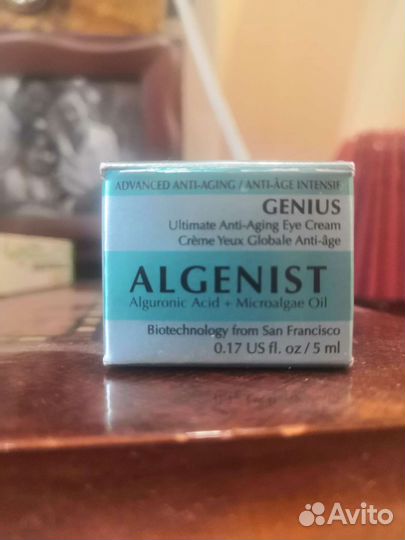 ADVANCED ANTI-AGING / ANTI-ÂGE INTENSIF
GENIUS
Ultimate Anti-Aging Eye Cream
Crème Yeux Globale Anti-âge
ALGENIST
Alguronic Acid + Microalgae Oil
Biotechnology from San Francisco
0.17 US fl. oz / 5 ml
Avito